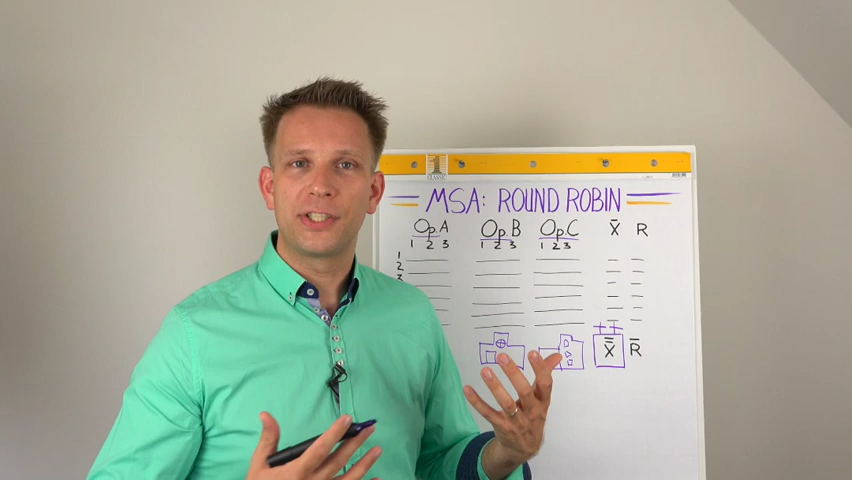 MSA: ROUND ROBIN
Op.A Op.B Op.C X̄ R
1 2 3 1 2 3 1 2 3
1
2
3
X̿ R̄